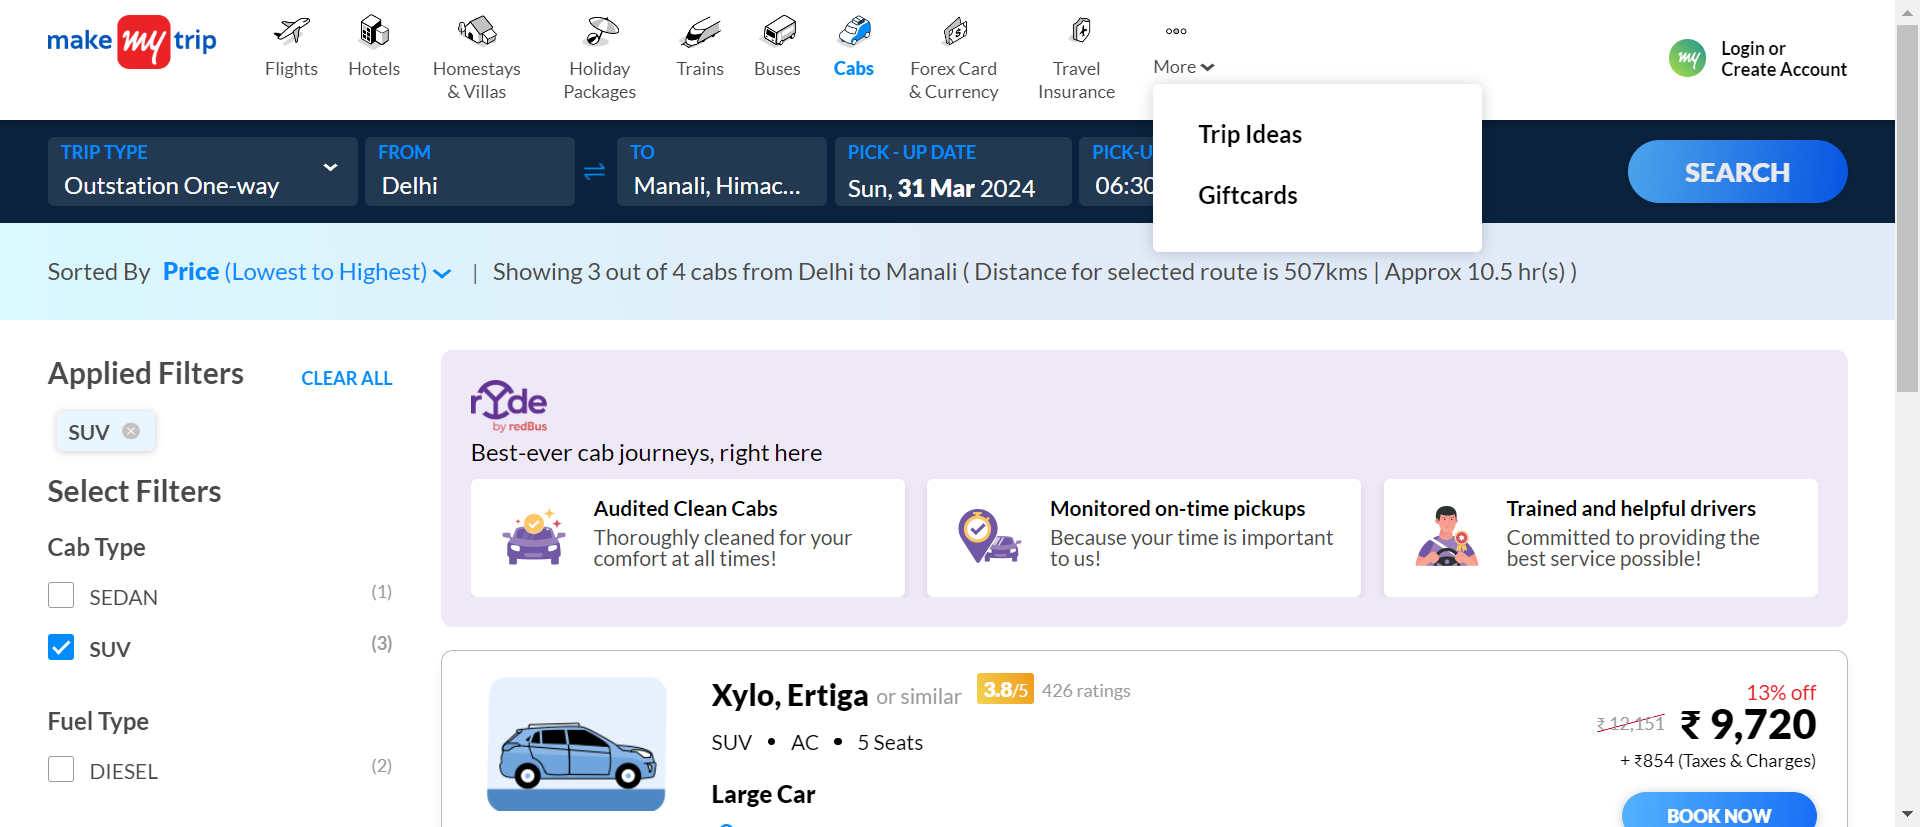 make my trip
Flights
Hotels
Homestays
& Villas
Holiday
Packages
Trains
Buses
Cabs
Forex Card
& Currency
Travel
Insurance
More
my
Login or
Create Account
Trip Ideas
Giftcards
TRIP TYPE
Outstation One-way
FROM
Delhi
TO
Manali, Himac...
PICK - UP DATE
Sun, 31 Mar 2024
PICK-U
06:30
SEARCH
Sorted By Price (Lowest to Highest) | Showing 3 out of 4 cabs from Delhi to Manali ( Distance for selected route is 507kms | Approx 10.5 hr(s) )
Applied Filters
CLEAR ALL
SUV
Select Filters
Cab Type
SEDAN (1)
SUV (3)
Fuel Type
DIESEL (2)
rYde
by redBus
Best-ever cab journeys, right here
Audited Clean Cabs
Thoroughly cleaned for your
comfort at all times!
Monitored on-time pickups
Because your time is important
to us!
Trained and helpful drivers
Committed to providing the
best service possible!
Xylo, Ertiga or similar 3.8/5 426 ratings
SUV • AC • 5 Seats
Large Car
13% off
₹ 12,151 ₹ 9,720
+ ₹854 (Taxes & Charges)
BOOK NOW